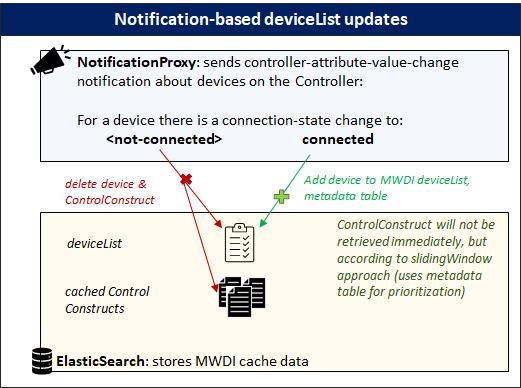 Notification-based deviceList updates
NotificationProxy: sends controller-attribute-value-change
notification about devices on the Controller:
For a device there is a connection-state change to:
<not-connected> connected
delete device &
ControlConstruct
Add device to MWDI deviceList,
metadata table
deviceList
ControlConstruct will not be
retrieved immediately, but
according to slidingWindow
approach (uses metadata
table for prioritization)
cached Control
Constructs
ElasticSearch: stores MWDI cache data